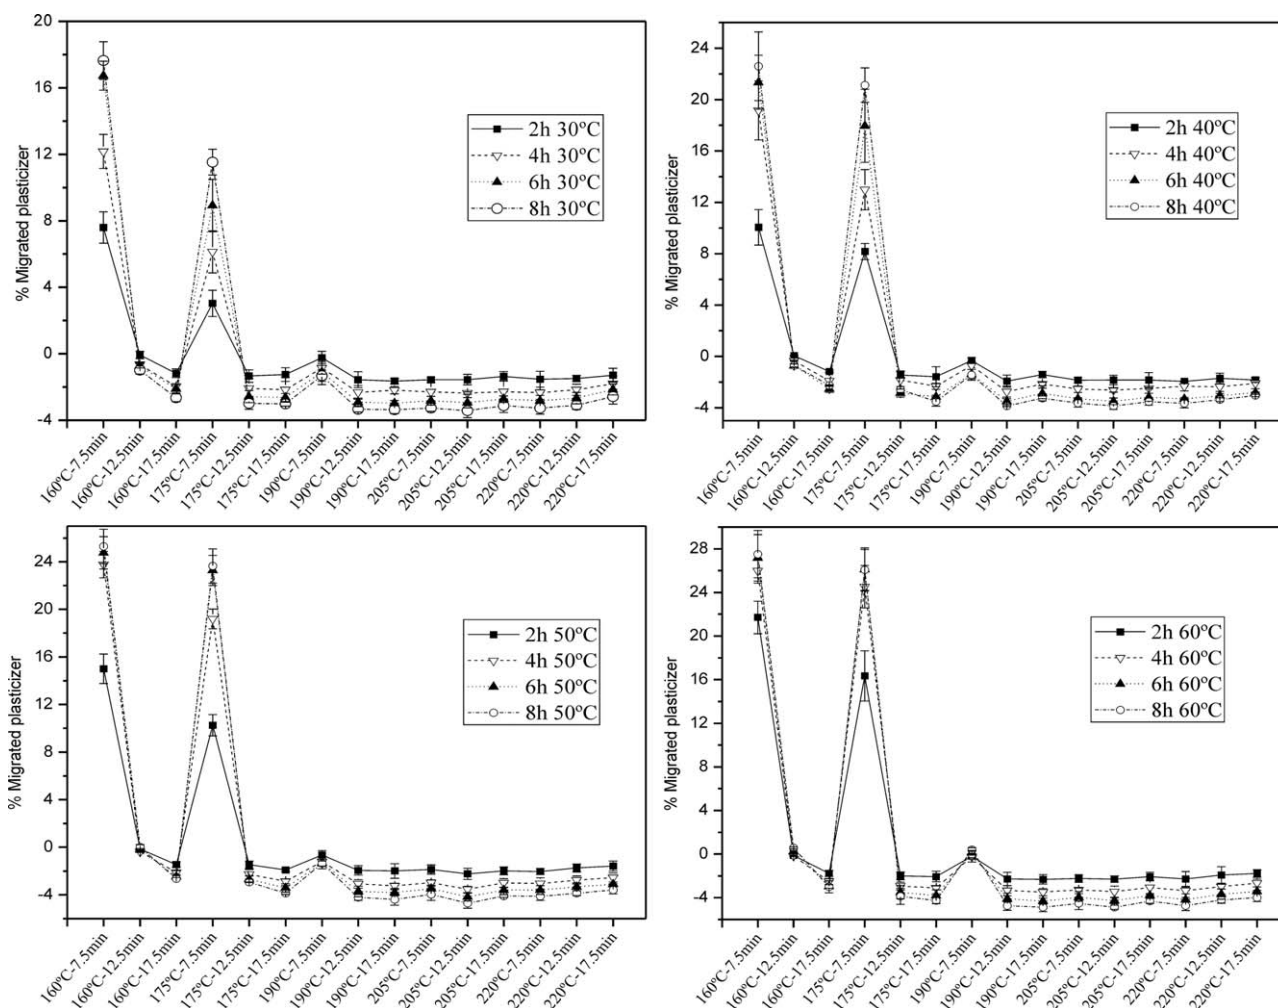 % Migrated plasticizer
20
16
12
8
4
0
-4
2h 30ºC
4h 30ºC
6h 30ºC
8h 30ºC
160ºC-7.5min
160ºC-12.5min
160ºC-17.5min
175ºC-7.5min
175ºC-12.5min
175ºC-17.5min
190ºC-7.5min
190ºC-12.5min
190ºC-17.5min
205ºC-7.5min
205ºC-12.5min
205ºC-17.5min
220ºC-7.5min
220ºC-12.5min
220ºC-17.5min
% Migrated plasticizer
24
20
16
12
8
4
0
-4
2h 40ºC
4h 40ºC
6h 40ºC
8h 40ºC
160ºC-7.5min
160ºC-12.5min
160ºC-17.5min
175ºC-7.5min
175ºC-12.5min
175ºC-17.5min
190ºC-7.5min
190ºC-12.5min
190ºC-17.5min
205ºC-7.5min
205ºC-12.5min
205ºC-17.5min
220ºC-7.5min
220ºC-12.5min
220ºC-17.5min
% Migrated plasticizer
24
20
16
12
8
4
0
-4
2h 50ºC
4h 50ºC
6h 50ºC
8h 50ºC
160ºC-7.5min
160ºC-12.5min
160ºC-17.5min
175ºC-7.5min
175ºC-12.5min
175ºC-17.5min
190ºC-7.5min
190ºC-12.5min
190ºC-17.5min
205ºC-7.5min
205ºC-12.5min
205ºC-17.5min
220ºC-7.5min
220ºC-12.5min
220ºC-17.5min
% Migrated plasticizer
28
24
20
16
12
8
4
0
-4
2h 60ºC
4h 60ºC
6h 60ºC
8h 60ºC
160ºC-7.5min
160ºC-12.5min
160ºC-17.5min
175ºC-7.5min
175ºC-12.5min
175ºC-17.5min
190ºC-7.5min
190ºC-12.5min
190ºC-17.5min
205ºC-7.5min
205ºC-12.5min
205ºC-17.5min
220ºC-7.5min
220ºC-12.5min
220ºC-17.5min